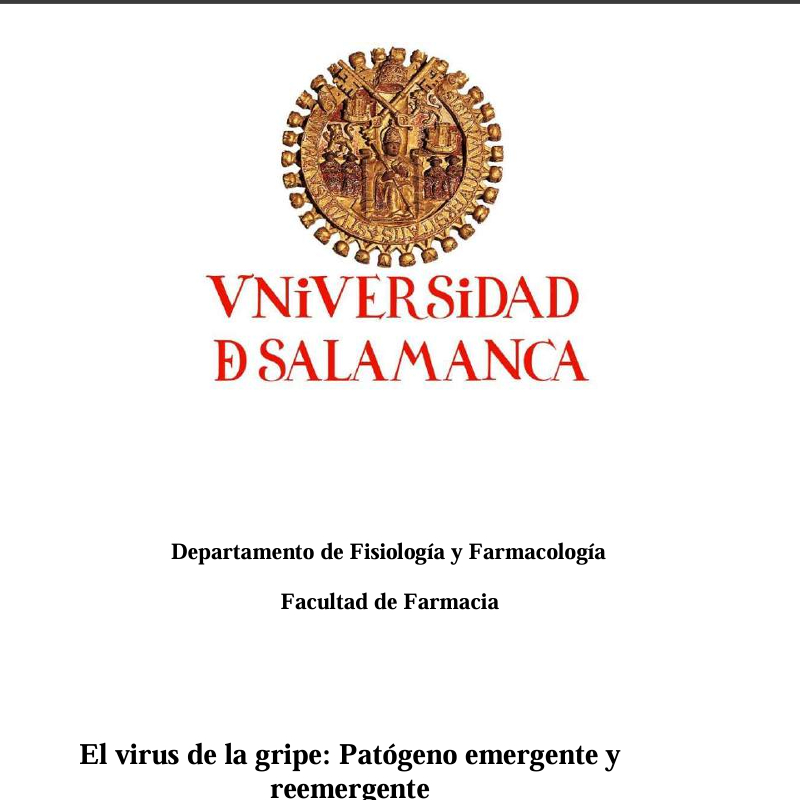 VNiVERSiDAD
Ð SALAMANCA
Departamento de Fisiología y Farmacología
Facultad de Farmacia
El virus de la gripe: Patógeno emergente y
reemergente